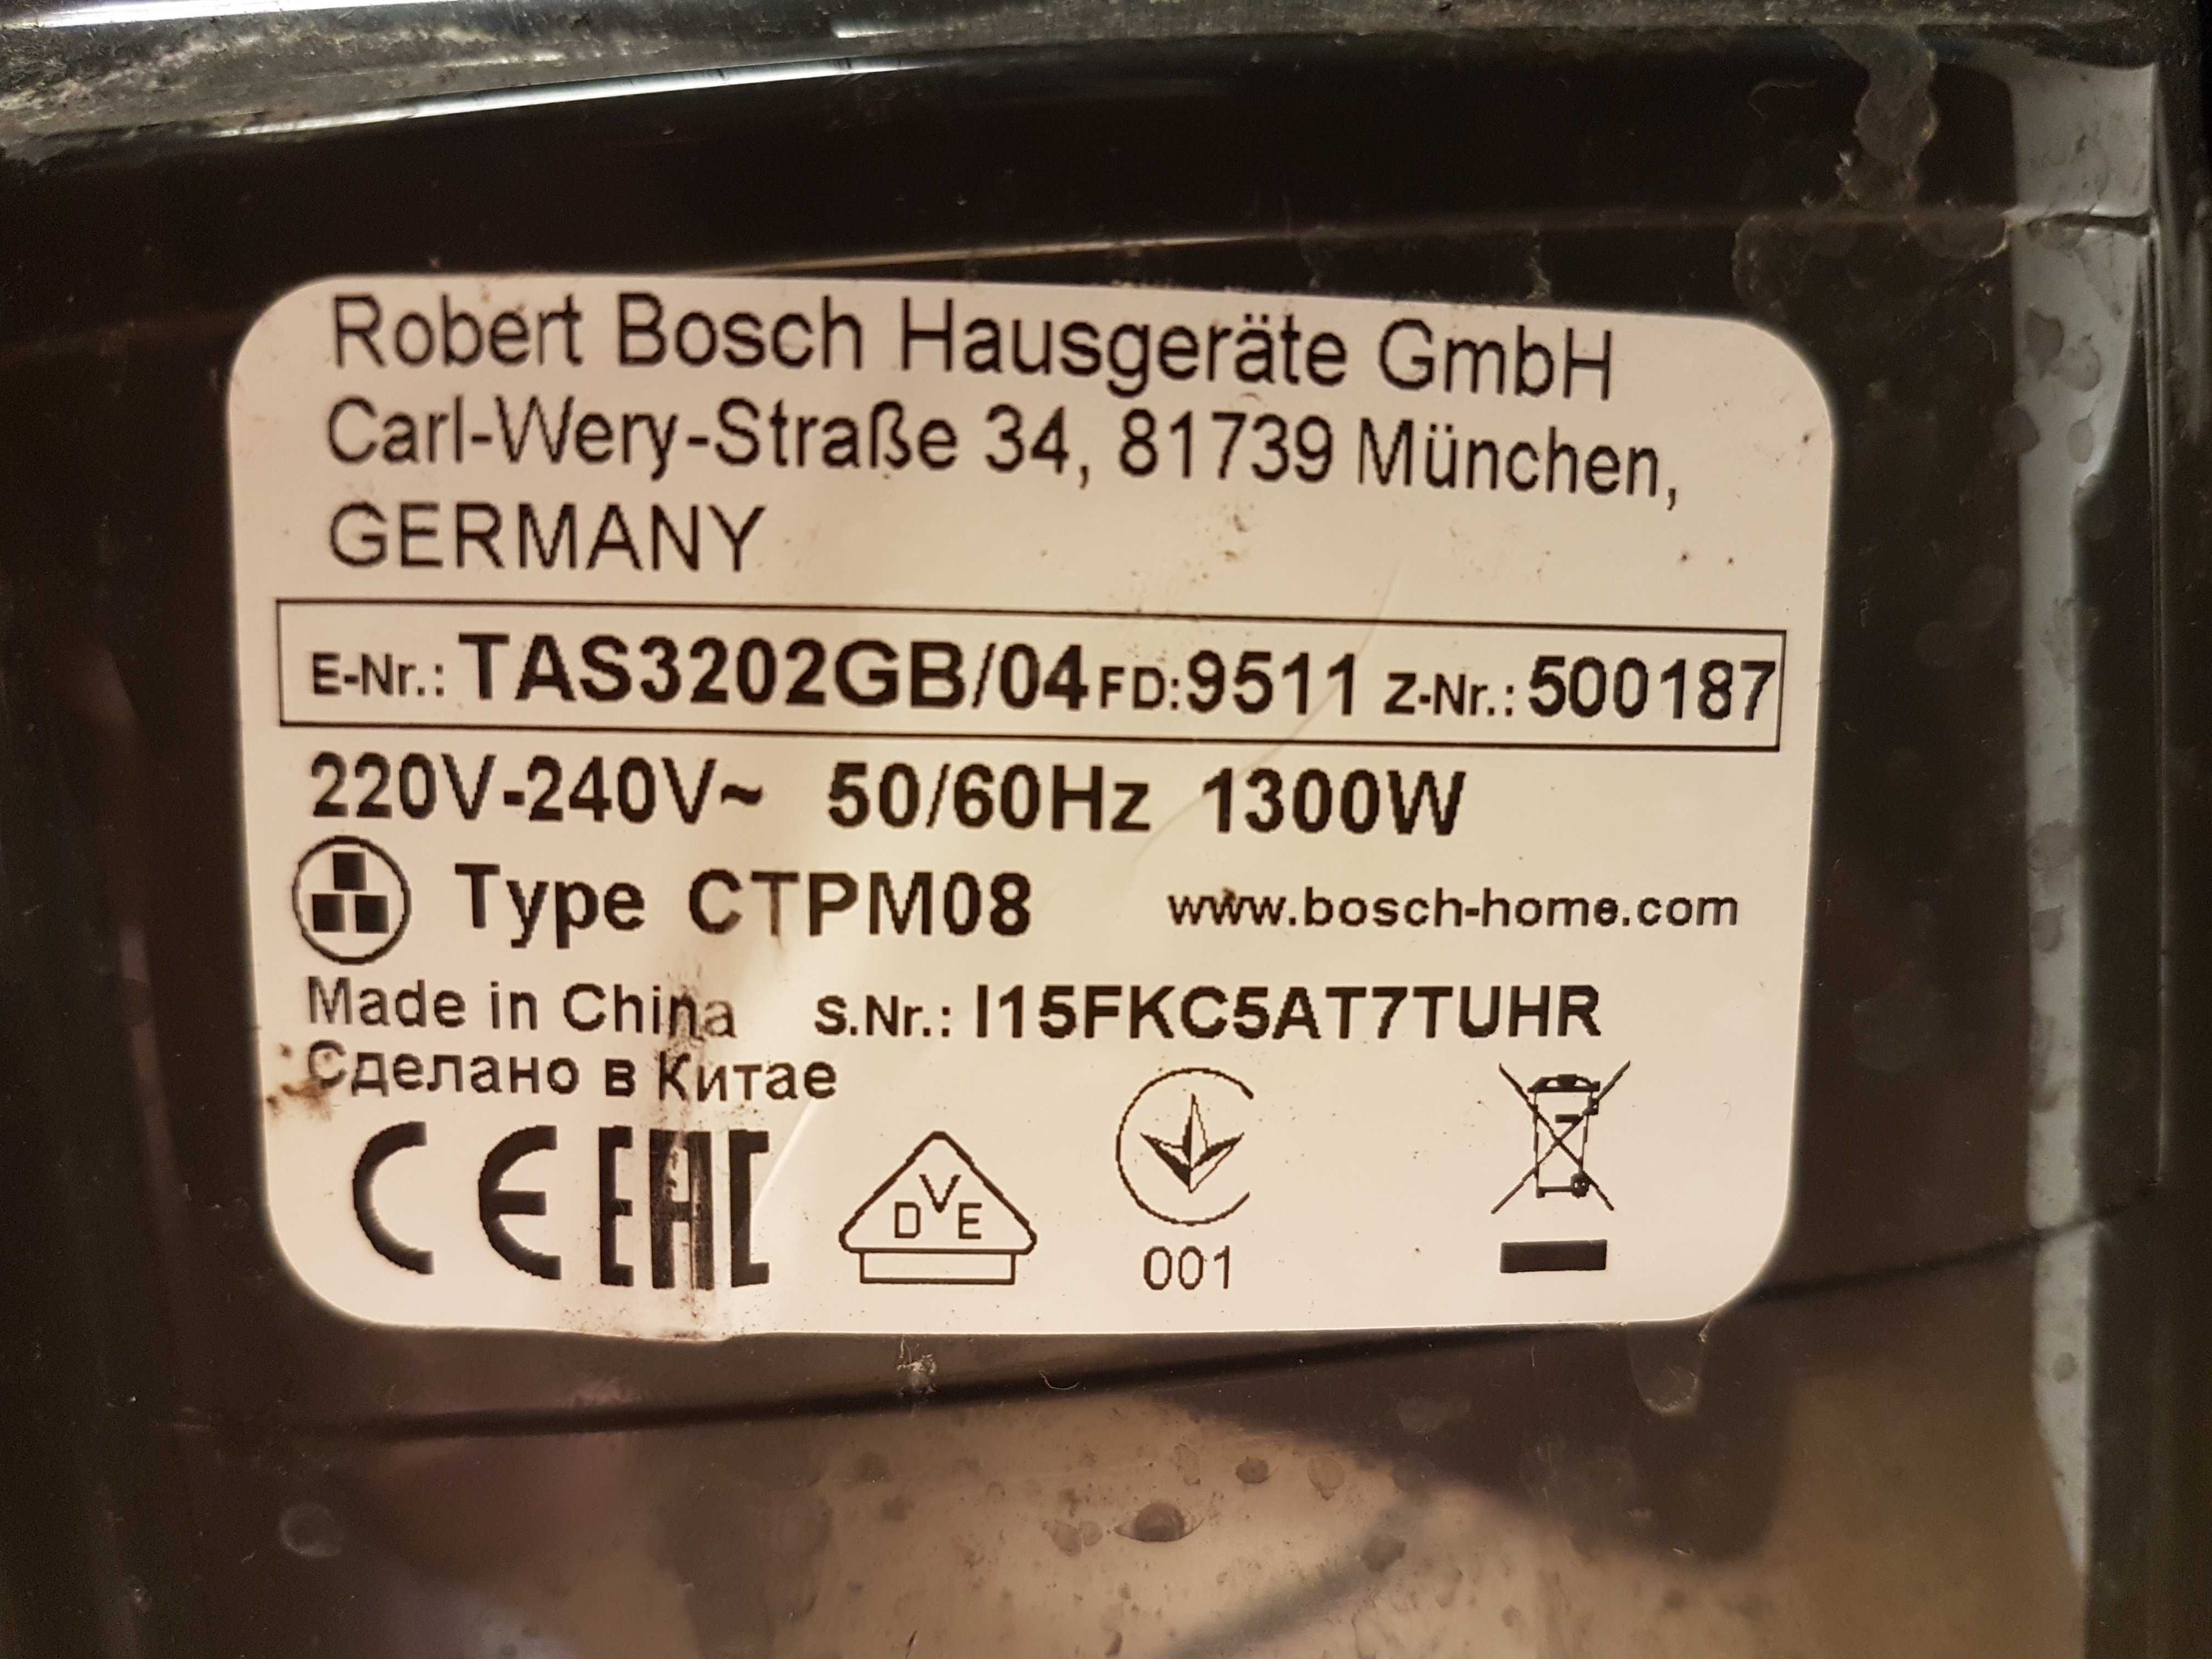 Robert Bosch Hausgeräte GmbH
Carl-Wery-Straße 34, 81739 München,
GERMANY
E-Nr.: TAS3202GB/04 FD: 9511 Z-Nr.: 500187
220V-240V~ 50/60Hz 1300W
Type CTPM08 www.bosch-home.com
Made in China S.Nr.: I15FKC5AT7TUHR
Сделано в Китае
CE EAC DVE
001